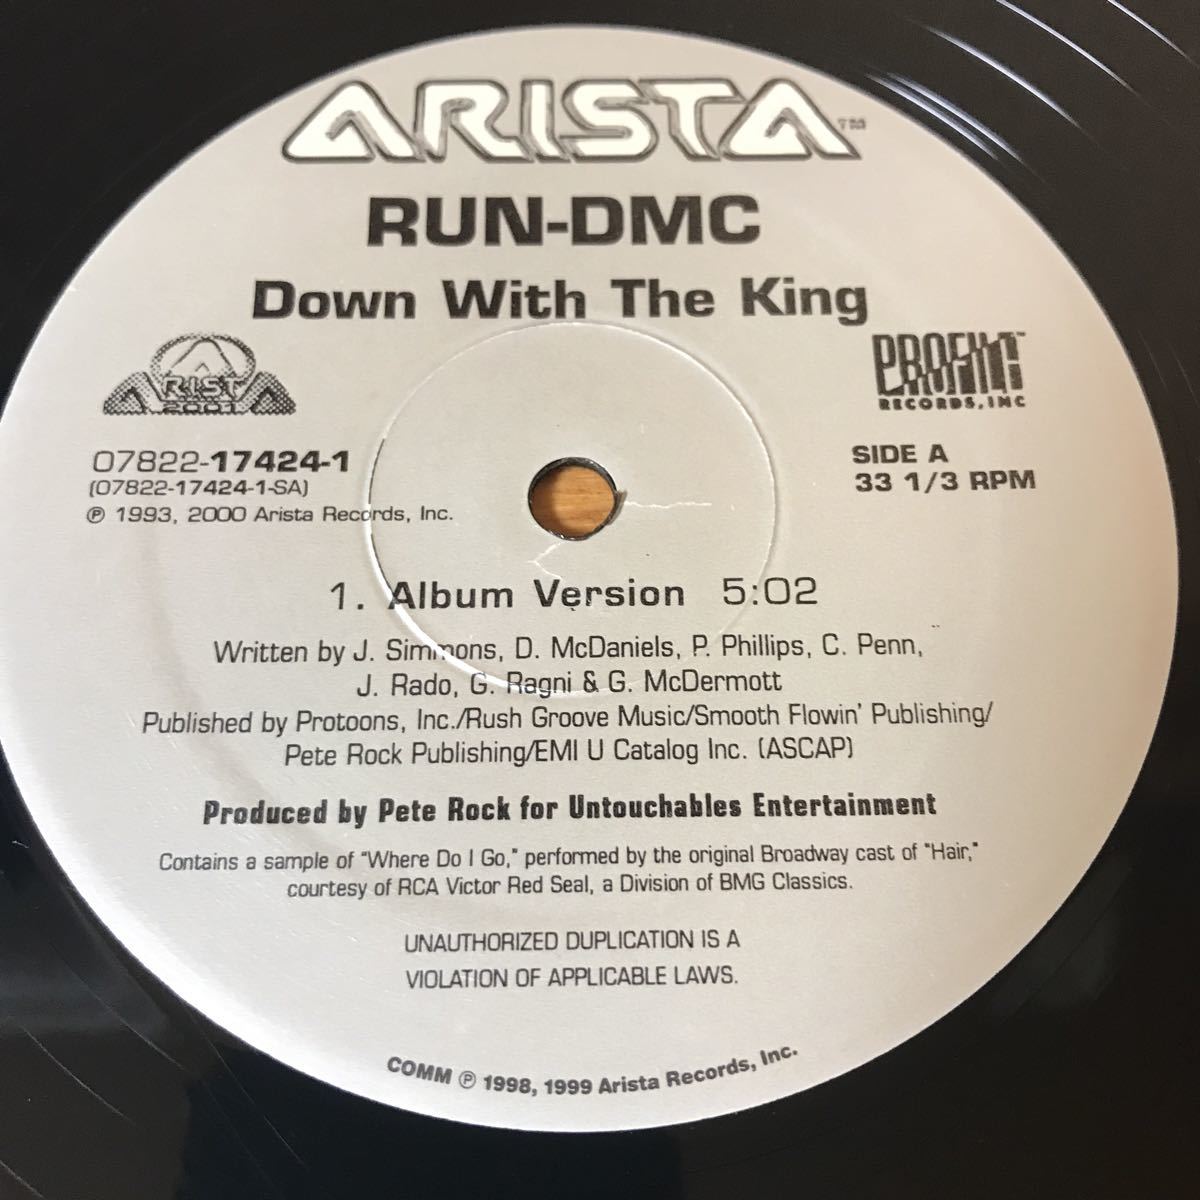 ARISTA™
RUN-DMC
Down With The King
ARISTA
2001
PROFILE™
RECORDS, INC
07822-17424-1
(07822-17424-1-SA)
℗ 1993, 2000 Arista Records, Inc.
SIDE A
33 1/3 RPM
1. Album Version 5:02
Written by J. Simmons, D. McDaniels, P. Phillips, C. Penn,
J. Rado, G. Ragni & G. McDermott
Published by Protoons, Inc./Rush Groove Music/Smooth Flowin' Publishing/
Pete Rock Publishing/EMI U Catalog Inc. (ASCAP)
Produced by Pete Rock for Untouchables Entertainment
Contains a sample of "Where Do I Go," performed by the original Broadway cast of "Hair,"
courtesy of RCA Victor Red Seal, a Division of BMG Classics.
UNAUTHORIZED DUPLICATION IS A
VIOLATION OF APPLICABLE LAWS.
COMM ℗ 1998, 1999 Arista Records, Inc.